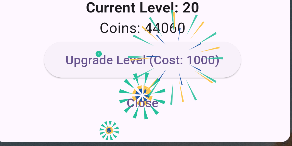 Current Level: 20
Coins: 44060
Upgrade Level (Cost: 1000)
Close